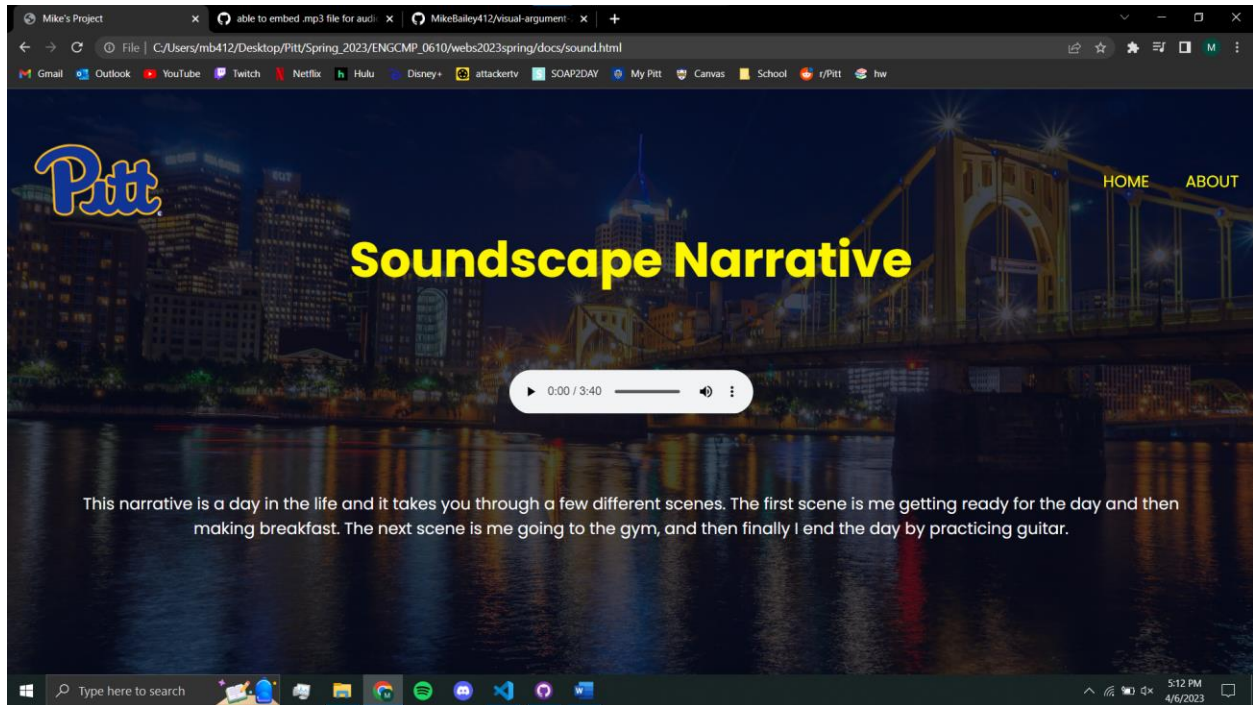 Mike's Project
able to embed .mp3 file for audi
MikeBailey412/visual-argument-
File | C:/Users/mb412/Desktop/Pitt/Spring_2023/ENGCMP_0610/webs2023spring/docs/sound.html
M
Gmail Outlook YouTube Twitch Netflix Hulu Disney+ attackertv SOAP2DAY My Pitt Canvas School r/Pitt hw
Pitt
HOME ABOUT
Soundscape Narrative
0:00 / 3:40
This narrative is a day in the life and it takes you through a few different scenes. The first scene is me getting ready for the day and then
making breakfast. The next scene is me going to the gym, and then finally I end the day by practicing guitar.
Type here to search
5:12 PM
4/6/2023